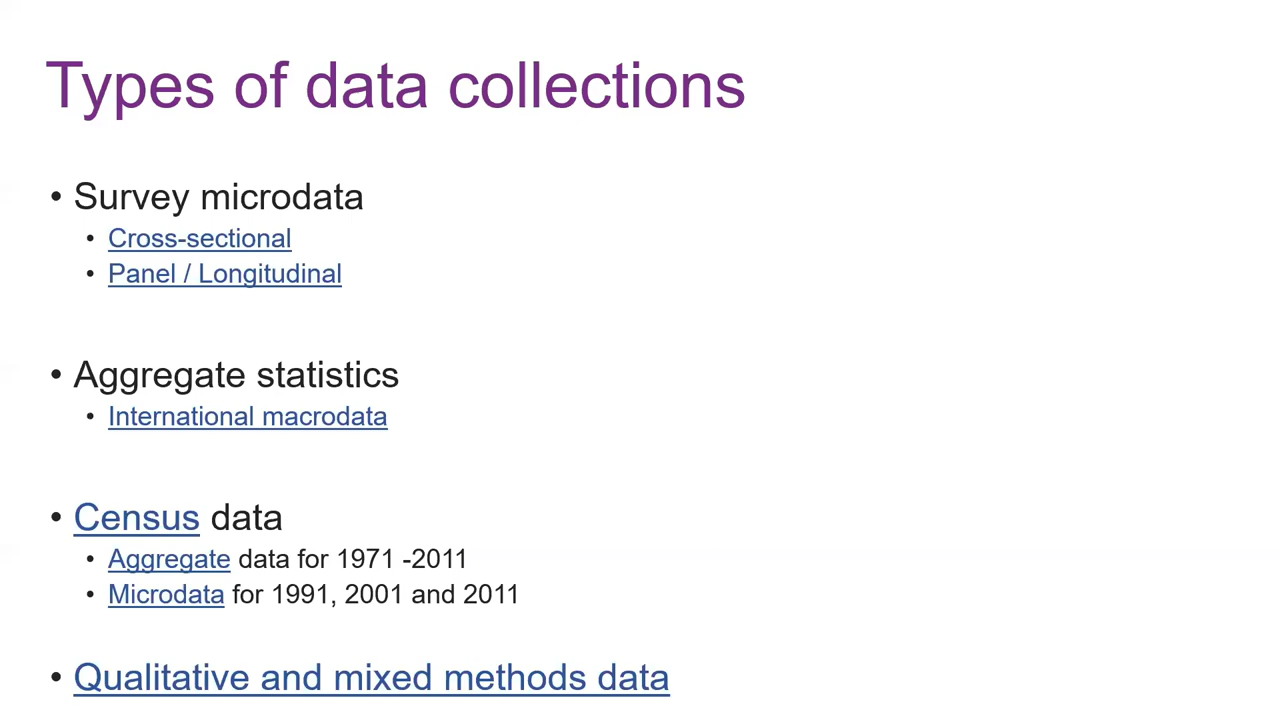 Types of data collections
• Survey microdata
• Cross-sectional
• Panel / Longitudinal
• Aggregate statistics
• International macrodata
• Census data
• Aggregate data for 1971 -2011
• Microdata for 1991, 2001 and 2011
• Qualitative and mixed methods data